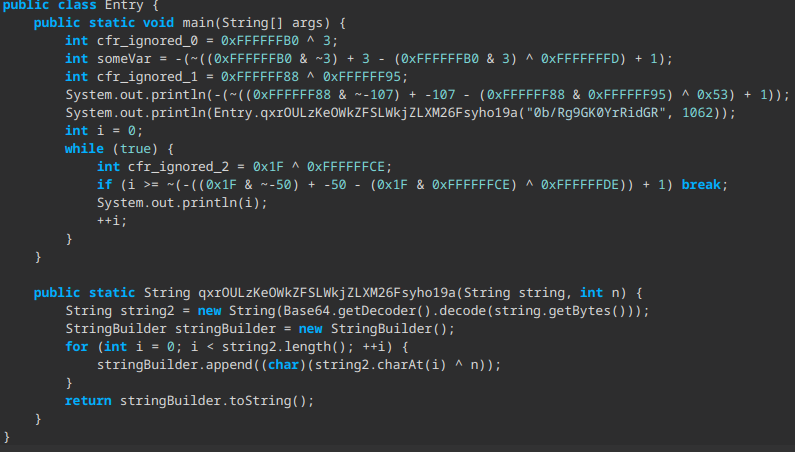 public class Entry {
    public static void main(String[] args) {
        int cfr_ignored_0 = 0xFFFFFFB0 ^ 3;
        int someVar = -(~((0xFFFFFFB0 & ~3) + 3 - (0xFFFFFFB0 & 3) ^ 0xFFFFFFFD) + 1);
        int cfr_ignored_1 = 0xFFFFFF88 ^ 0xFFFFFF95;
        System.out.println(-(~((0xFFFFFF88 & ~-107) + -107 - (0xFFFFFF88 & 0xFFFFFF95) ^ 0x53) + 1));
        System.out.println(Entry.qxrOULzKeOWkZFSLWkjZLXM26Fsyho19a("0b/Rg9GK0YrRidGR", 1062));
        int i = 0;
        while (true) {
            int cfr_ignored_2 = 0x1F ^ 0xFFFFFFCE;
            if (i >= ~(-((0x1F & ~-50) + -50 - (0x1F & 0xFFFFFFCE) ^ 0xFFFFFFDE)) + 1) break;
            System.out.println(i);
            ++i;
        }
    }

    public static String qxrOULzKeOWkZFSLWkjZLXM26Fsyho19a(String string, int n) {
        String string2 = new String(Base64.getDecoder().decode(string.getBytes()));
        StringBuilder stringBuilder = new StringBuilder();
        for (int i = 0; i < string2.length(); ++i) {
            stringBuilder.append((char)(string2.charAt(i) ^ n));
        }
        return stringBuilder.toString();
    }
}